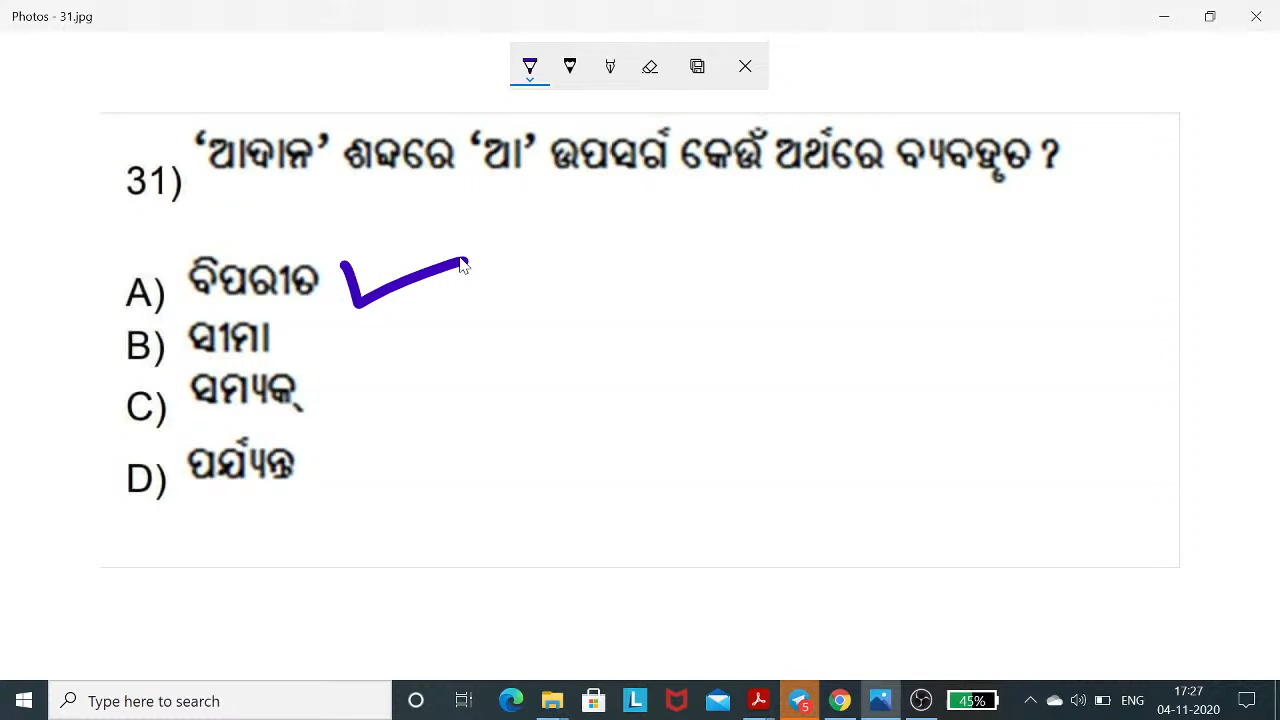 Photos - 31.jpg
31) ‘ଆଦାନ’ ଶବ୍ଦରେ ‘ଆ’ ଉପସର୍ଗ କେଉଁ ଅର୍ଥରେ ବ୍ୟବହୃତ ?
A) ବିପରୀତ
B) ସୀମା
C) ସମ୍ୟକ୍
D) ପର୍ଯ୍ୟନ୍ତ
Type here to search
L
5
45%
ENG
17:27
04-11-2020